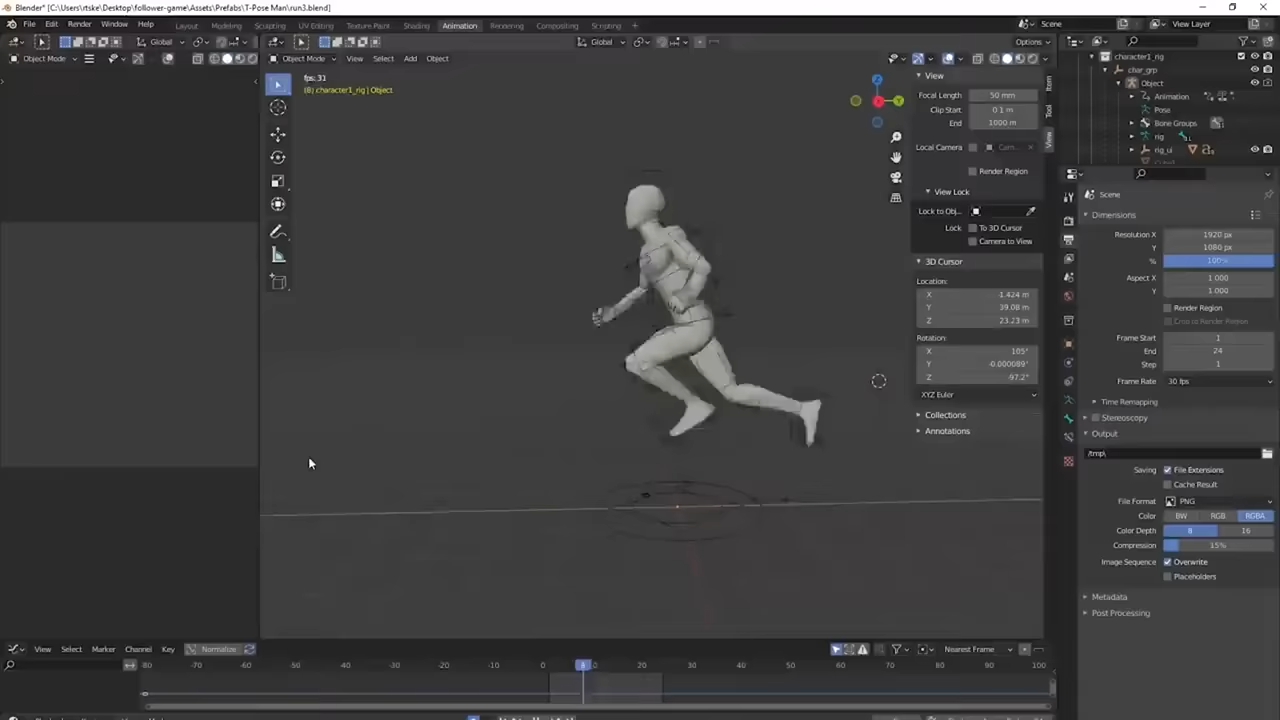 Blender* [C:\Users\rtske\Desktop\follower-game\Assets\Prefabs\T-Pose Man\run3.blend]
File Edit Render Window Help Layout Modeling Sculpting UV Editing Texture Paint Shading Animation Rendering Compositing Scripting Scene View Layer
Global Global Options
Object Mode Object Mode View Select Add Object
fps: 31
(8) character1_rig | Object
View
Focal Length 50 mm
Clip Start 0.1 m
End 1000 m
Local Camera Cam...
Render Region
View Lock
Lock to Obj...
Lock To 3D Cursor
Camera to View
3D Cursor
Location:
X -1.424 m
Y 39.08 m
Z 23.23 m
Rotation:
X 105°
Y -0.000089°
Z -97.2°
XYZ Euler
Collections
Annotations
Item
Tool
View
character1_rig
char_grp
Object
Animation
Pose
Bone Groups
rig
rig_ui
Scene
Dimensions
Resolution X 1920 px
Y 1080 px
% 100%
Aspect X 1.000
Y 1.000
Render Region
Crop to Render Region
Frame Start 1
End 24
Step 1
Frame Rate 30 fps
Time Remapping
Stereoscopy
Output
/tmp\
Saving File Extensions
Cache Result
File Format PNG
Color BW RGB RGBA
Color Depth 8 16
Compression 15%
Image Sequence Overwrite
Placeholders
Metadata
Post Processing
View Select Marker Channel Key Normalize Nearest Frame
-80 -70 -60 -50 -40 -30 -20 -10 0 8 20 30 40 50 60 70 80 90 100